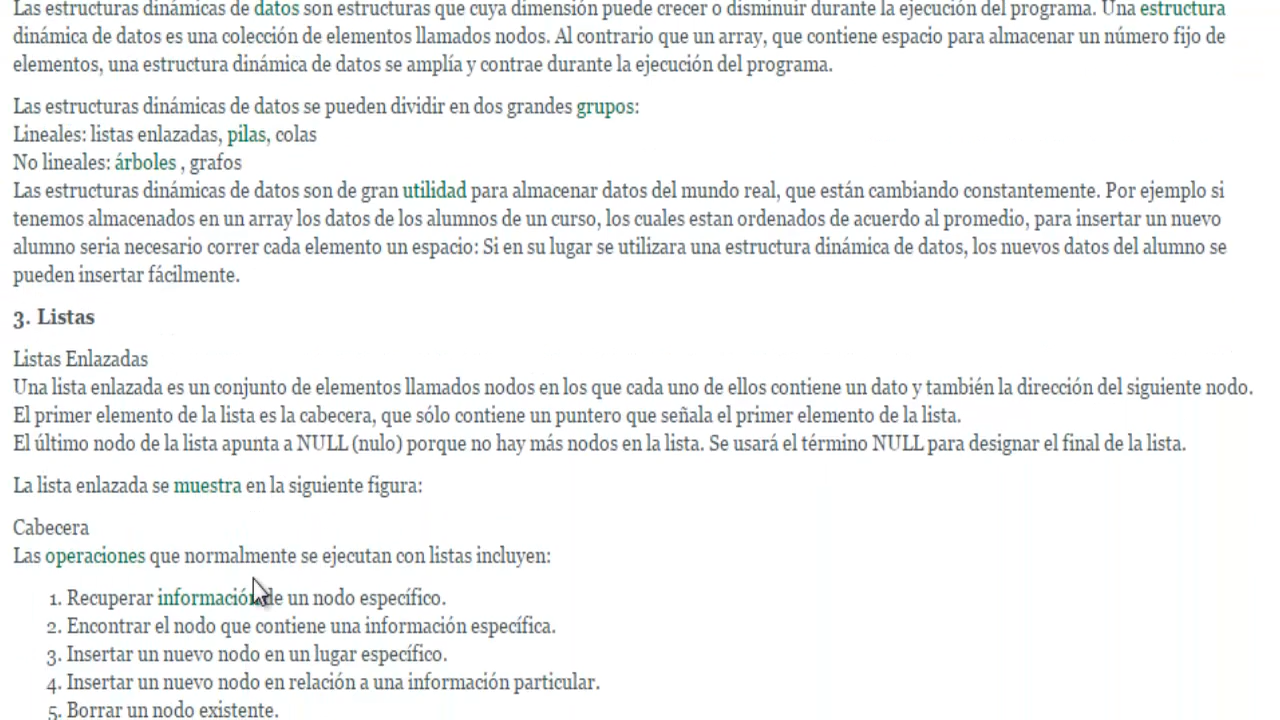 Las estructuras dinámicas de datos son estructuras que cuya dimensión puede crecer o disminuir durante la ejecución del programa. Una estructura
dinámica de datos es una colección de elementos llamados nodos. Al contrario que un array, que contiene espacio para almacenar un número fijo de
elementos, una estructura dinámica de datos se amplía y contrae durante la ejecución del programa.
Las estructuras dinámicas de datos se pueden dividir en dos grandes grupos:
Lineales: listas enlazadas, pilas, colas
No lineales: árboles , grafos
Las estructuras dinámicas de datos son de gran utilidad para almacenar datos del mundo real, que están cambiando constantemente. Por ejemplo si
tenemos almacenados en un array los datos de los alumnos de un curso, los cuales estan ordenados de acuerdo al promedio, para insertar un nuevo
alumno seria necesario correr cada elemento un espacio: Si en su lugar se utilizara una estructura dinámica de datos, los nuevos datos del alumno se
pueden insertar fácilmente.
3. Listas
Listas Enlazadas
Una lista enlazada es un conjunto de elementos llamados nodos en los que cada uno de ellos contiene un dato y también la dirección del siguiente nodo.
El primer elemento de la lista es la cabecera, que sólo contiene un puntero que señala el primer elemento de la lista.
El último nodo de la lista apunta a NULL (nulo) porque no hay más nodos en la lista. Se usará el término NULL para designar el final de la lista.
La lista enlazada se muestra en la siguiente figura:
Cabecera
Las operaciones que normalmente se ejecutan con listas incluyen:
1. Recuperar información de un nodo específico.
2. Encontrar el nodo que contiene una información específica.
3. Insertar un nuevo nodo en un lugar específico.
4. Insertar un nuevo nodo en relación a una información particular.
5. Borrar un nodo existente.